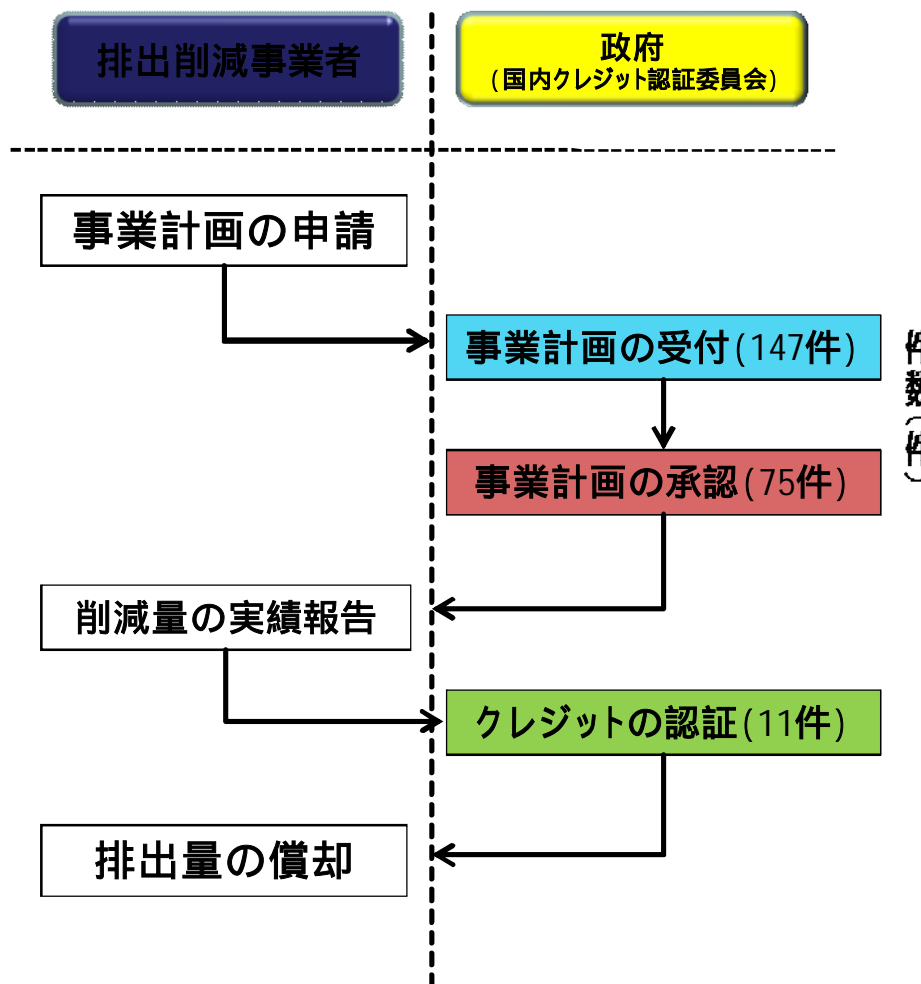 排出削減事業者
政府
(国内クレジット認証委員会)
事業計画の申請
事業計画の受付(147件)
件数(件)
事業計画の承認(75件)
削減量の実績報告
クレジットの認証(11件)
排出量の償却